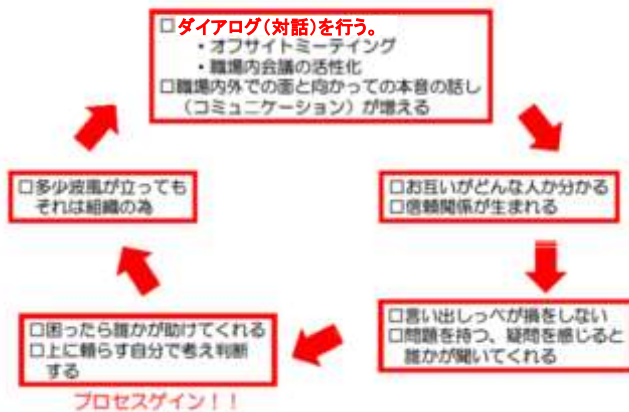 □ダイアログ(対話)を行う。
・オフサイトミーティング
・職場内会議の活性化
□職場内外での面と向かっての本音の話し
(コミュニケーション)が増える
□お互いがどんな人か分かる
□信頼関係が生まれる
□言い出しっぺが損をしない
□問題を持つ、疑問を感じると
誰かが聞いてくれる
□困ったら誰かが助けてくれる
□上に頼らず自分で考え判断
する
プロセスゲイン!!
□多少波風が立っても
それは組織の為